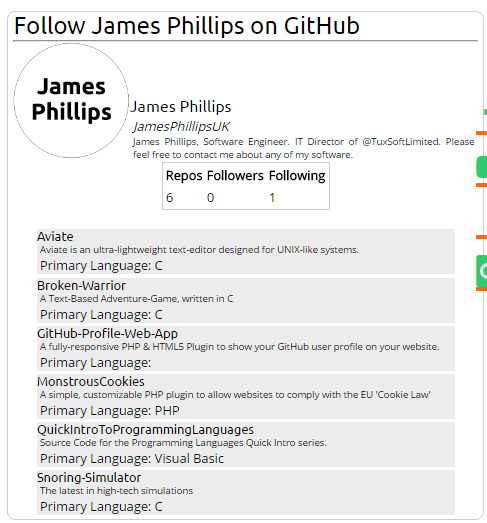 Follow James Phillips on GitHub
James
Phillips
James Phillips
JamesPhillipsUK
James Phillips, Software Engineer. IT Director of @TuxSoftLimited. Please
feel free to contact me about any of my software.
Repos Followers Following
6 0 1
Aviate
Aviate is an ultra-lightweight text-editor designed for UNIX-like systems.
Primary Language: C
Broken-Warrior
A Text-Based Adventure-Game, written in C
Primary Language: C
GitHub-Profile-Web-App
A fully-responsive PHP & HTML5 Plugin to show your GitHub user profile on your website.
Primary Language:
MonstrousCookies
A simple, customizable PHP plugin to allow websites to comply with the EU 'Cookie Law'
Primary Language: PHP
QuickIntroToProgrammingLanguages
Source Code for the Programming Languages Quick Intro series.
Primary Language: Visual Basic
Snoring-Simulator
The latest in high-tech simulations
Primary Language: C